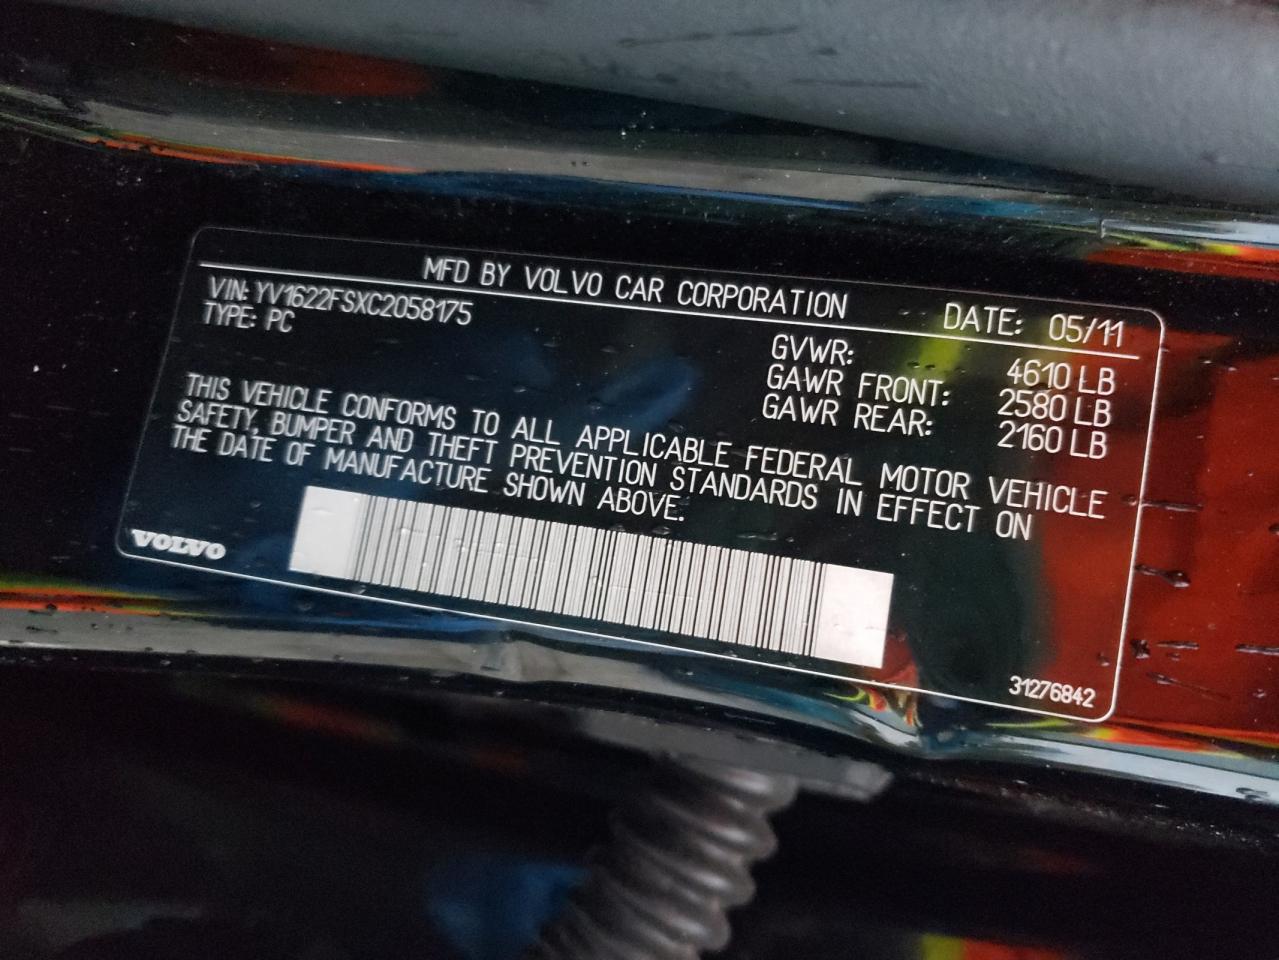 MFD BY VOLVO CAR CORPORATION DATE: 05/11
VIN: YV1622FSXC2058175
TYPE: PC
GVWR: 4610 LB
GAWR FRONT: 2580 LB
GAWR REAR: 2160 LB
THIS VEHICLE CONFORMS TO ALL APPLICABLE FEDERAL MOTOR VEHICLE
SAFETY, BUMPER AND THEFT PREVENTION STANDARDS IN EFFECT ON
THE DATE OF MANUFACTURE SHOWN ABOVE.
VOLVO
31276842